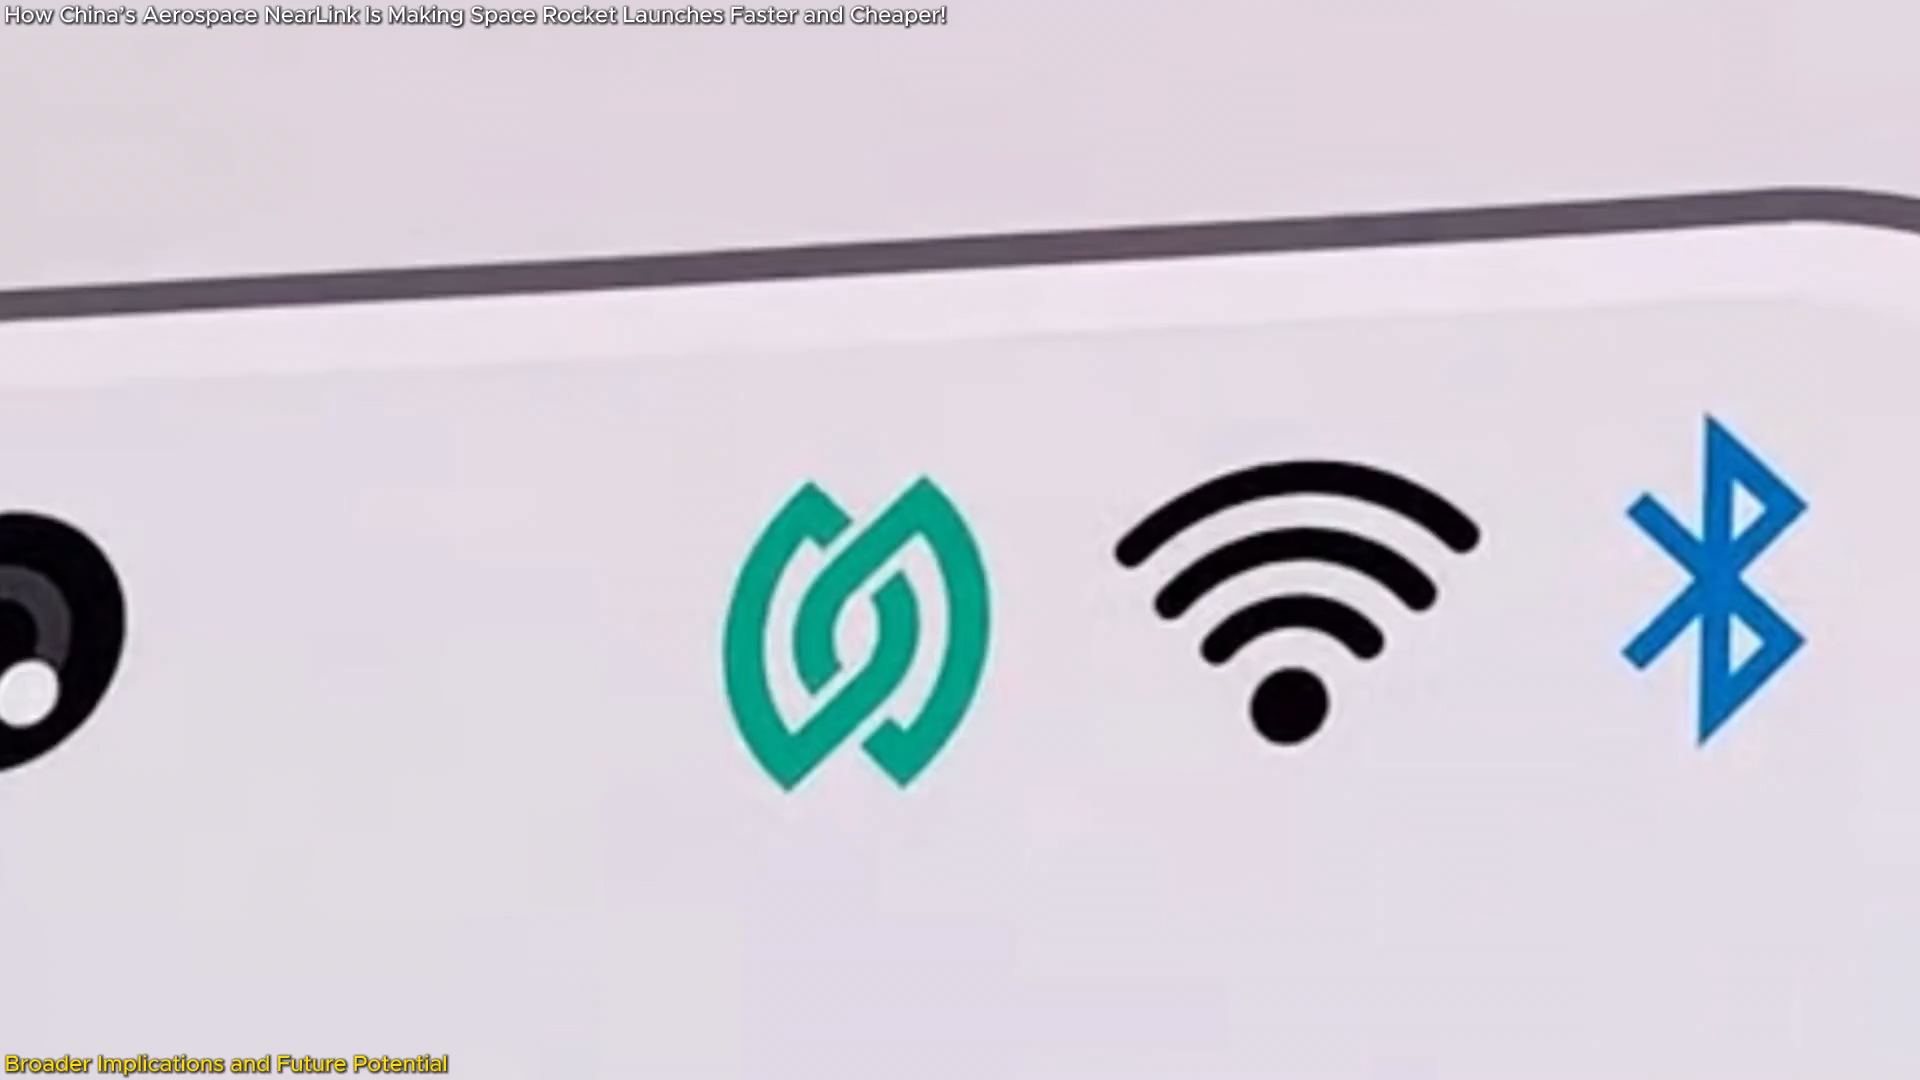 How China's Aerospace NearLink Is Making Space Rocket Launches Faster and Cheaper!
Broader Implications and Future Potential